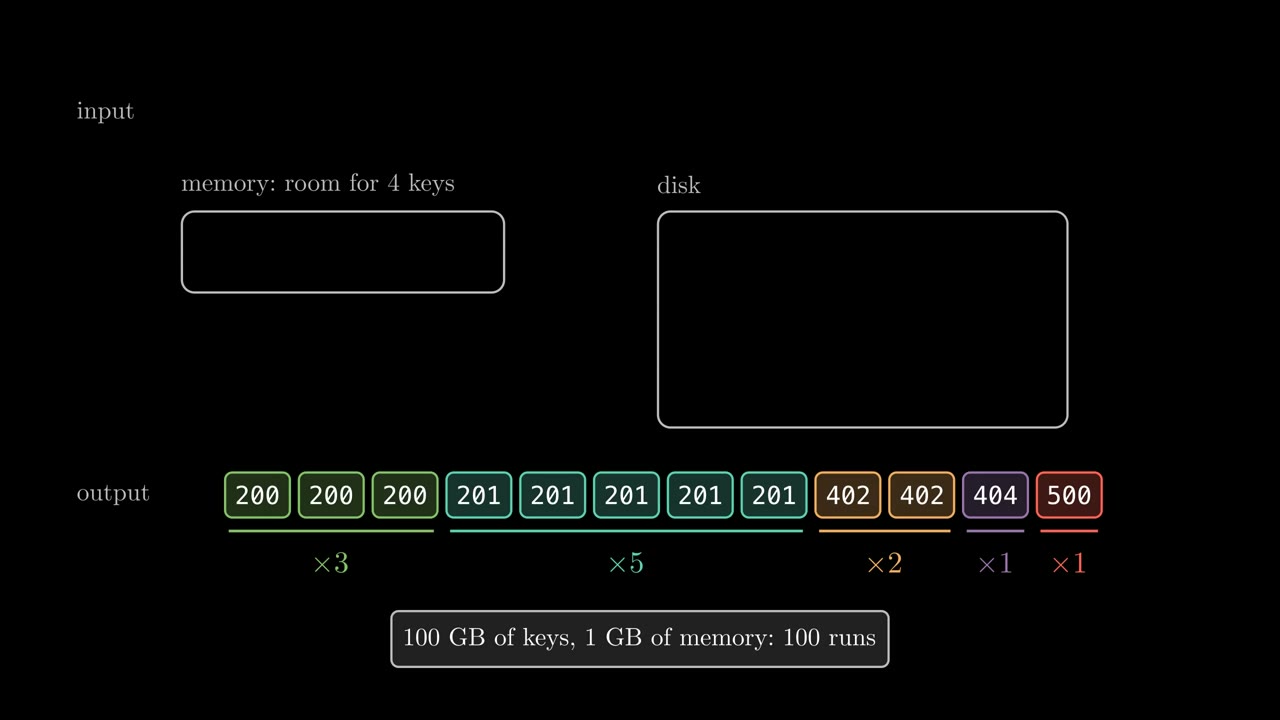 input
memory: room for 4 keys
disk
output
200 200 200 201 201 201 201 201 402 402 404 500
×3 ×5 ×2 ×1 ×1
100 GB of keys, 1 GB of memory: 100 runs